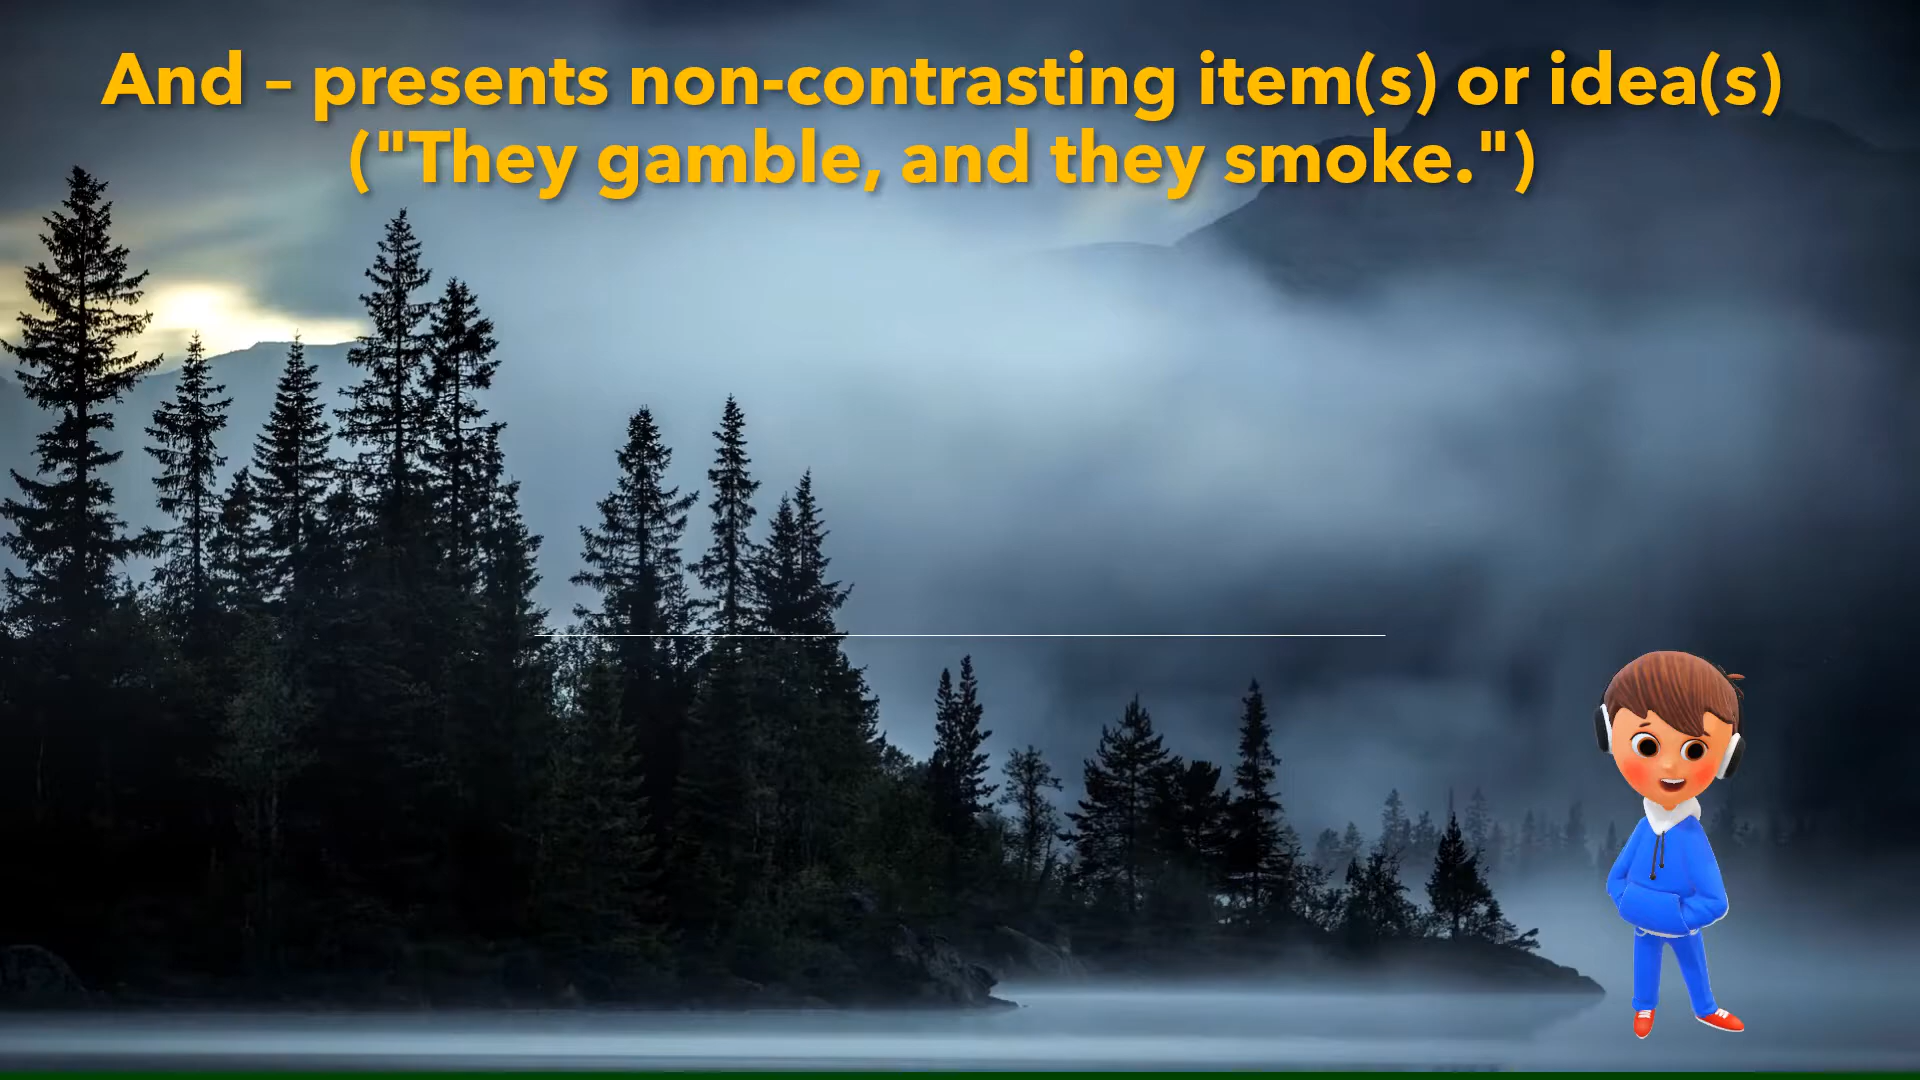 And – presents non-contrasting item(s) or idea(s)
("They gamble, and they smoke.")